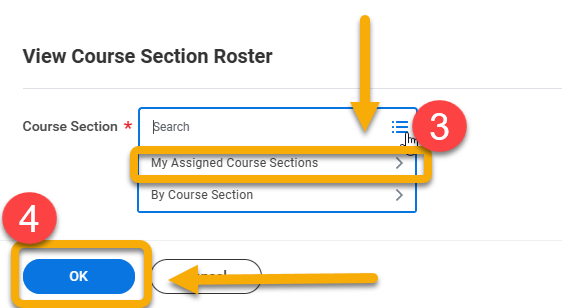 View Course Section Roster
Course Section *
Search
3
My Assigned Course Sections
By Course Section
4
OK